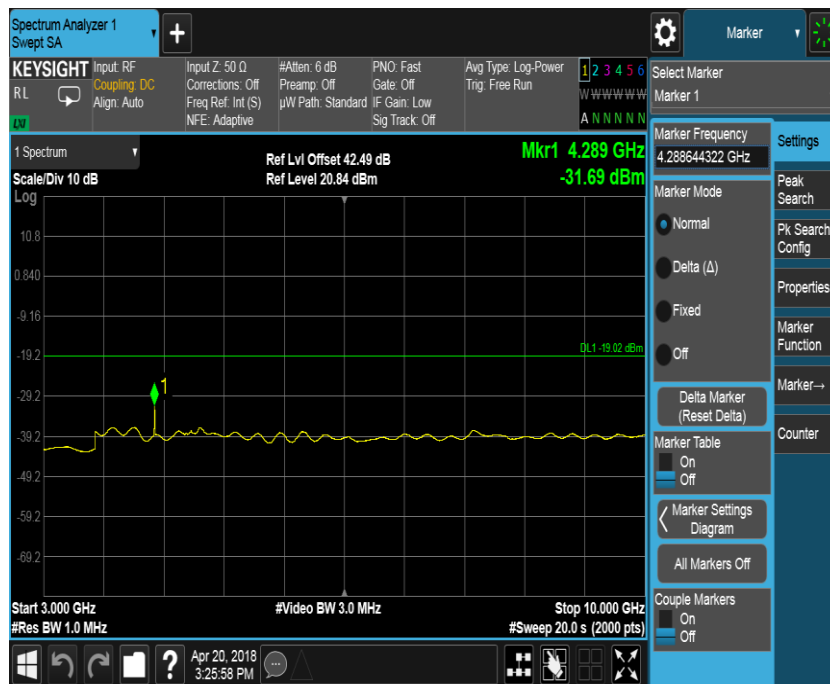 Spectrum Analyzer 1
Swept SA
+
Marker
KEYSIGHT
RL
LXI
Input: RF
Coupling: DC
Align: Auto
Input Z: 50 Ω
Corrections: Off
Freq Ref: Int (S)
NFE: Adaptive
#Atten: 6 dB
Preamp: Off
µW Path: Standard
PNO: Fast
Gate: Off
IF Gain: Low
Sig Track: Off
Avg Type: Log-Power
Trig: Free Run
1 2 3 4 5 6
W W W W W W
A N N N N N
Select Marker
Marker 1
1 Spectrum
Scale/Div 10 dB
Log
Ref Lvl Offset 42.49 dB
Ref Level 20.84 dBm
Mkr1 4.289 GHz
-31.69 dBm
10.8
0.840
-9.16
-19.2
-29.2
-39.2
-49.2
-59.2
-69.2
DL1 -19.02 dBm
1
Start 3.000 GHz
#Res BW 1.0 MHz
#Video BW 3.0 MHz
Stop 10.000 GHz
#Sweep 20.0 s (2000 pts)
Marker Frequency
4.288644322 GHz
Marker Mode
Normal
Delta (Δ)
Fixed
Off
Delta Marker
(Reset Delta)
Marker Table
On
Off
Marker Settings
Diagram
All Markers Off
Couple Markers
On
Off
Settings
Peak
Search
Pk Search
Config
Properties
Marker
Function
Marker→
Counter
?
Apr 20, 2018
3:25:58 PM